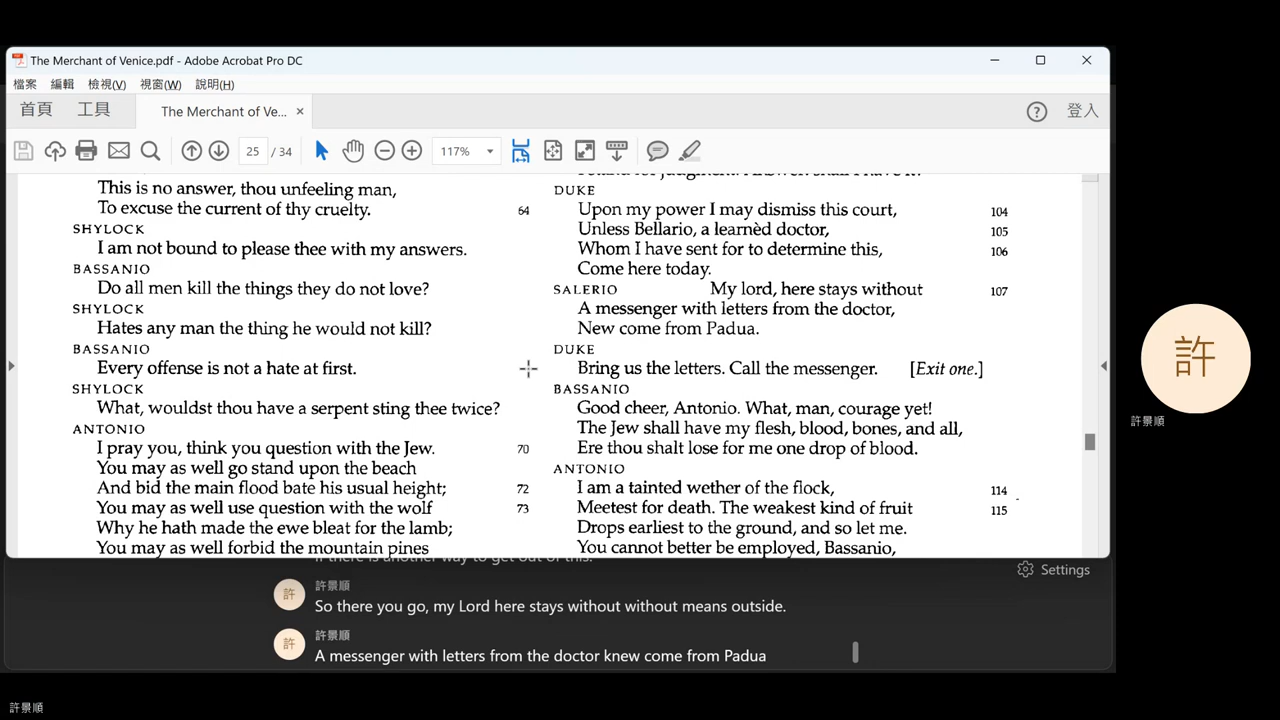 The Merchant of Venice.pdf - Adobe Acrobat Pro DC
檔案 編輯 檢視(V) 視窗(W) 說明(H)
首頁 工具 The Merchant of Ve... × 登入
25 / 34 117%
This is no answer, thou unfeeling man,
To excuse the current of thy cruelty. 64
SHYLOCK
I am not bound to please thee with my answers.
BASSANIO
Do all men kill the things they do not love?
SHYLOCK
Hates any man the thing he would not kill?
BASSANIO
Every offense is not a hate at first.
SHYLOCK
What, wouldst thou have a serpent sting thee twice?
ANTONIO
I pray you, think you question with the Jew. 70
You may as well go stand upon the beach
And bid the main flood bate his usual height; 72
You may as well use question with the wolf 73
Why he hath made the ewe bleat for the lamb;
You may as well forbid the mountain pines
DUKE
Upon my power I may dismiss this court, 104
Unless Bellario, a learnèd doctor, 105
Whom I have sent for to determine this, 106
Come here today.
SALERIO My lord, here stays without 107
A messenger with letters from the doctor,
New come from Padua.
DUKE
Bring us the letters. Call the messenger. [Exit one.]
BASSANIO
Good cheer, Antonio. What, man, courage yet!
The Jew shall have my flesh, blood, bones, and all,
Ere thou shalt lose for me one drop of blood.
ANTONIO
I am a tainted wether of the flock, 114
Meetest for death. The weakest kind of fruit 115
Drops earliest to the ground, and so let me.
You cannot better be employed, Bassanio,
Settings
許 許景順
So there you go, my Lord here stays without without means outside.
許 許景順
A messenger with letters from the doctor knew come from Padua
許
許景順
許景順